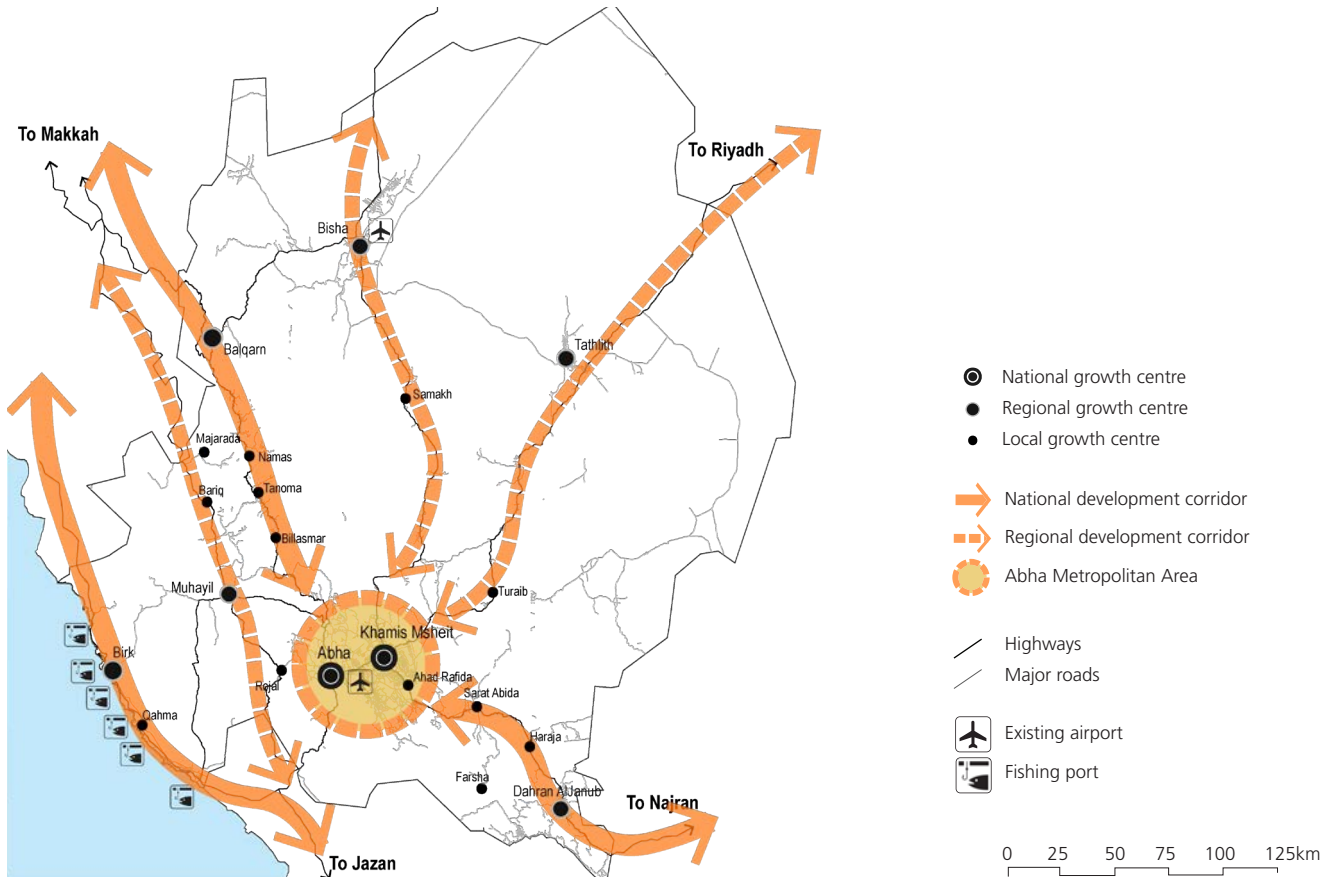 To Makkah
To Riyadh
Bisha
Balqarn
Tathlith
Samakh
Majarada
Namas
Bariq
Tanoma
Billasmar
Muhayil
Turaib
Khamis Msheit
Abha
Birk
Rojal
Ahad Rafida
Sarat Abida
Qahma
Haraja
Farsha
Dahran AlJanub
To Najran
To Jazan
National growth centre
Regional growth centre
Local growth centre
National development corridor
Regional development corridor
Abha Metropolitan Area
Highways
Major roads
Existing airport
Fishing port
0 25 50 75 100 125km